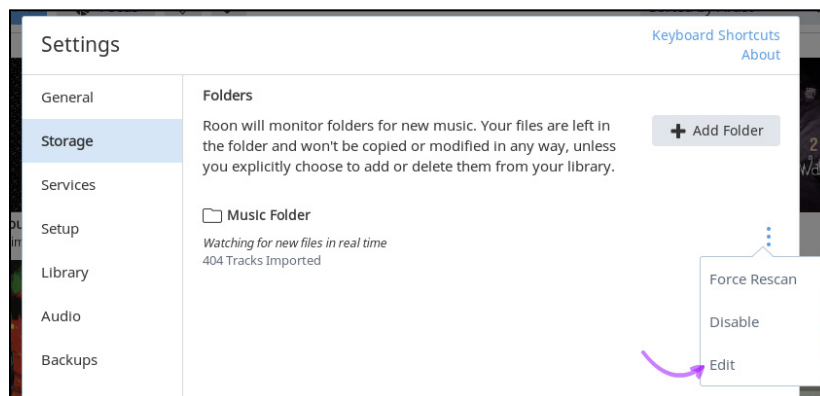 Settings
Keyboard Shortcuts
About
General
Storage
Services
Setup
Library
Audio
Backups
Folders
Roon will monitor folders for new music. Your files are left in
the folder and won't be copied or modified in any way, unless
you explicitly choose to add or delete them from your library.
Add Folder
Music Folder
Watching for new files in real time
404 Tracks Imported
Force Rescan
Disable
Edit